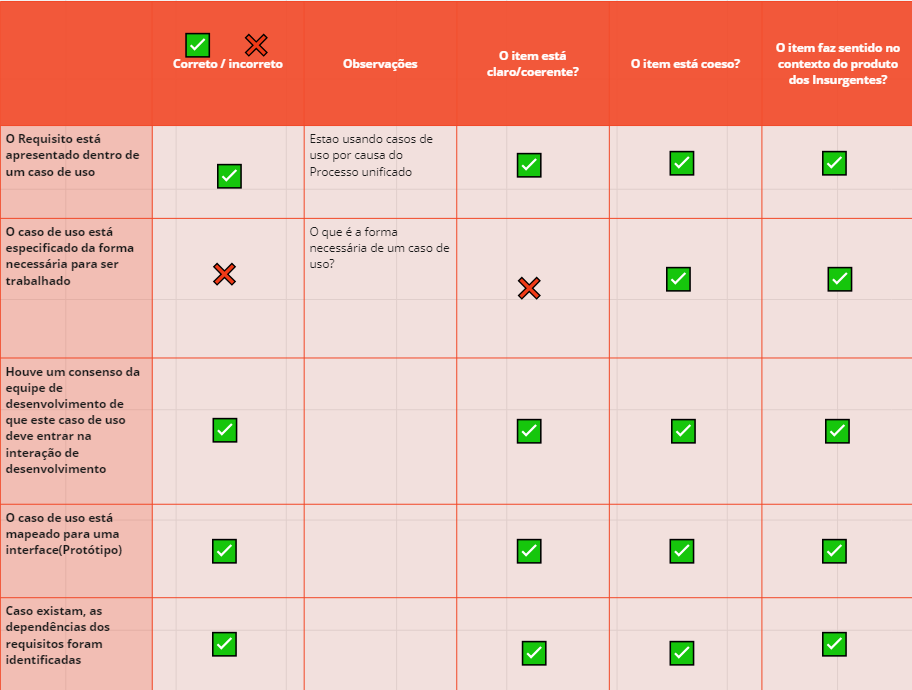 Correto / incorreto
Observações
O item está
claro/coerente?
O item está coeso?
O item faz sentido no
contexto do produto
dos Insurgentes?
O Requisito está
apresentado dentro de
um caso de uso
Estao usando casos de
uso por causa do
Processo unificado
O caso de uso está
especificado da forma
necessária para ser
trabalhado
O que é a forma
necessária de um caso de
uso?
Houve um consenso da
equipe de
desenvolvimento de
que este caso de uso
deve entrar na
interação de
desenvolvimento
O caso de uso está
mapeado para uma
interface(Protótipo)
Caso existam, as
dependências dos
requisitos foram
identificadas